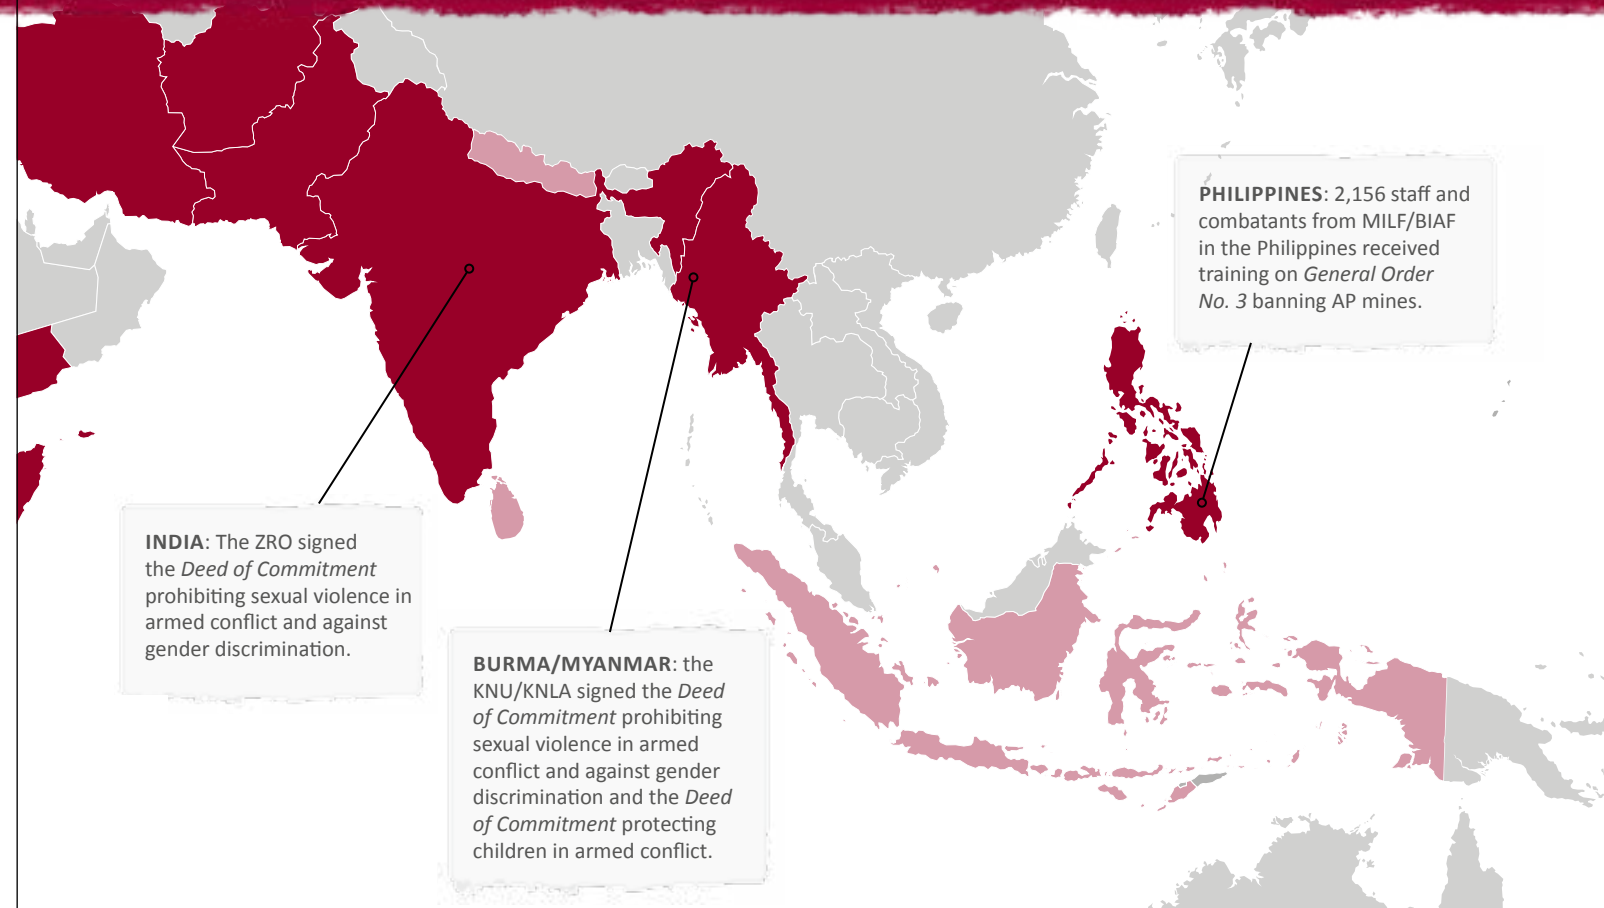 PHILIPPINES: 2,156 staff and
combatants from MILF/BIAF
in the Philippines received
training on General Order
No. 3 banning AP mines.
INDIA: The ZRO signed
the Deed of Commitment
prohibiting sexual violence in
armed conflict and against
gender discrimination.
BURMA/MYANMAR: the
KNU/KNLA signed the Deed
of Commitment prohibiting
sexual violence in armed
conflict and against gender
discrimination and the Deed
of Commitment protecting
children in armed conflict.